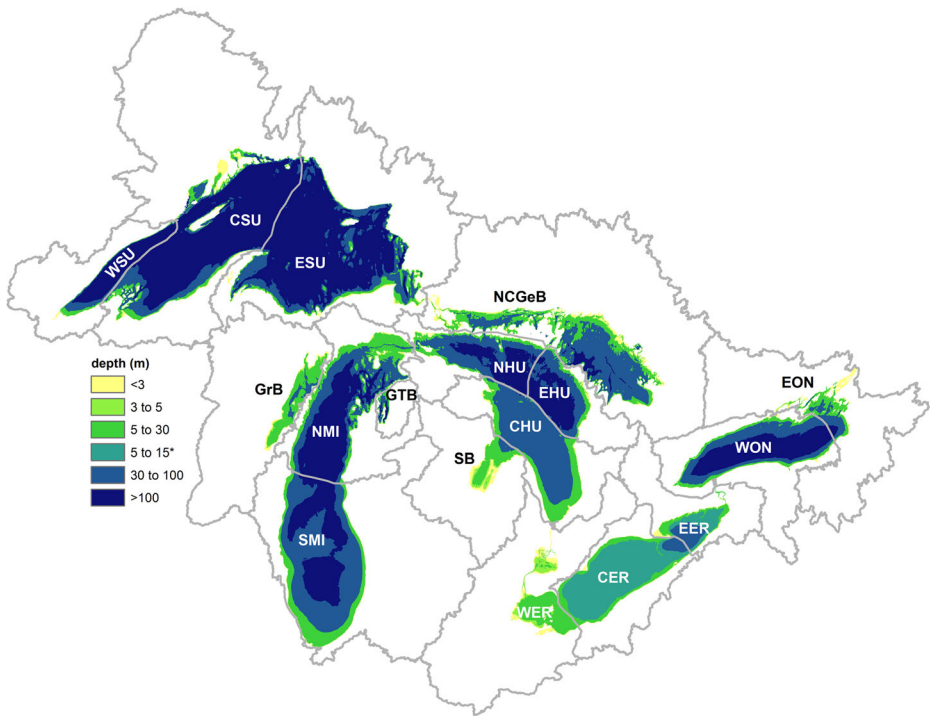 CSU
WSU
ESU
NCGeB
depth (m)
<3
3 to 5
5 to 30
5 to 15*
30 to 100
>100
GrB
GTB
NMI
NHU
EHU
CHU
SB
SMI
EON
WON
EER
CER
WER